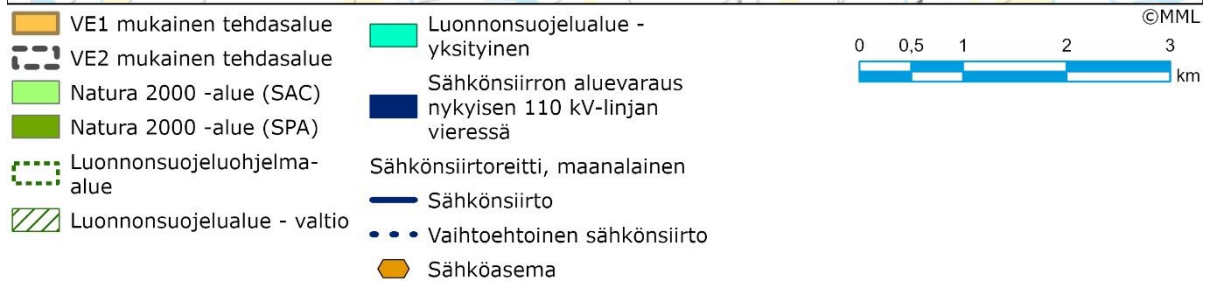 VE1 mukainen tehdasalue
VE2 mukainen tehdasalue
Natura 2000 -alue (SAC)
Natura 2000 -alue (SPA)
Luonnonsuojeluohjelma-
alue
Luonnonsuojelualue - valtio
Luonnonsuojelualue -
yksityinen
Sähkönsiirron aluevaraus
nykyisen 110 kV-linjan
vieressä
Sähkönsiirtoreitti, maanalainen
Sähkönsiirto
Vaihtoehtoinen sähkönsiirto
Sähköasema
©MML
0 0,5 1 2 3
km